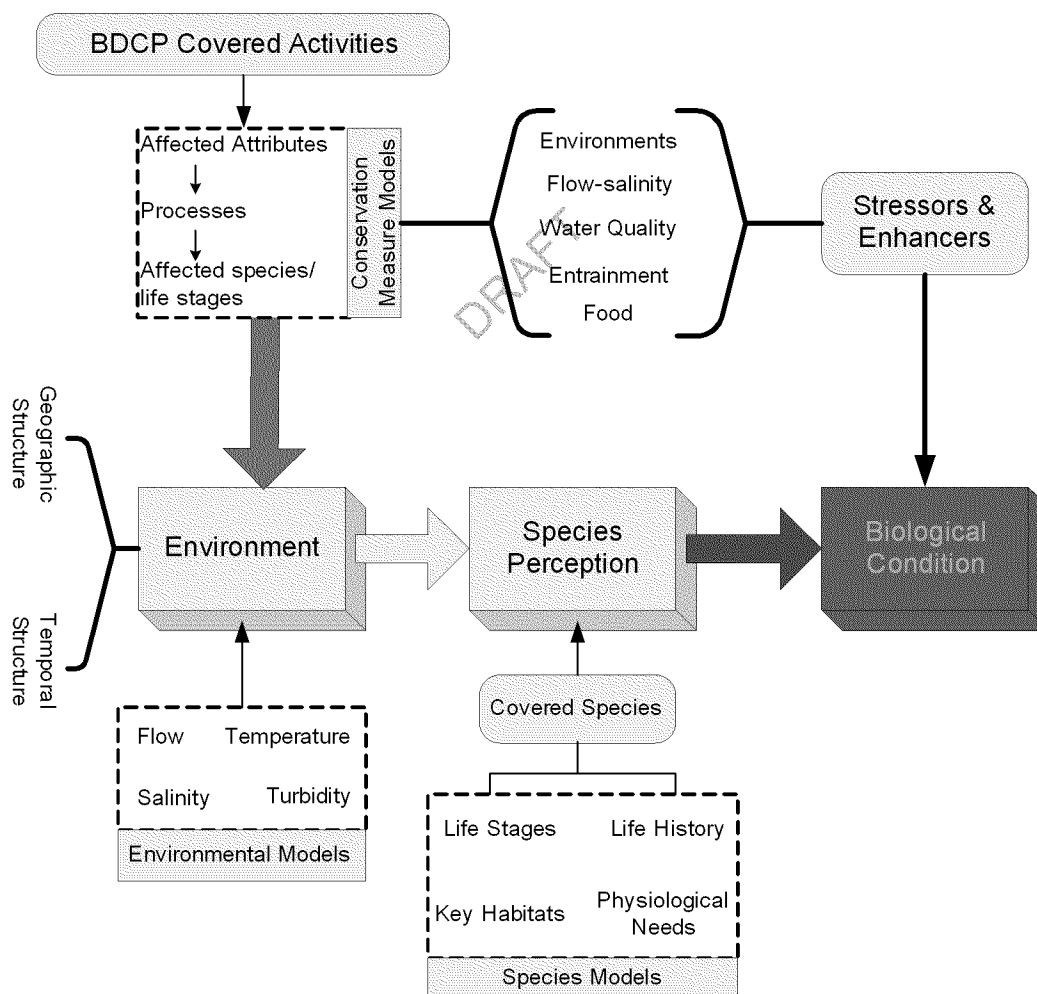 BDCP Covered Activities
Affected Attributes
Processes
Affected species/
life stages
Conservation
Measure Models
Environments
Flow-salinity
Water Quality
Entrainment
Food
DRAFT
Stressors &
Enhancers
Geographic
Structure
Temporal
Structure
Environment
Species
Perception
Biological
Condition
Flow
Temperature
Salinity
Turbidity
Environmental Models
Covered Species
Life Stages
Life History
Key Habitats
Physiological
Needs
Species Models